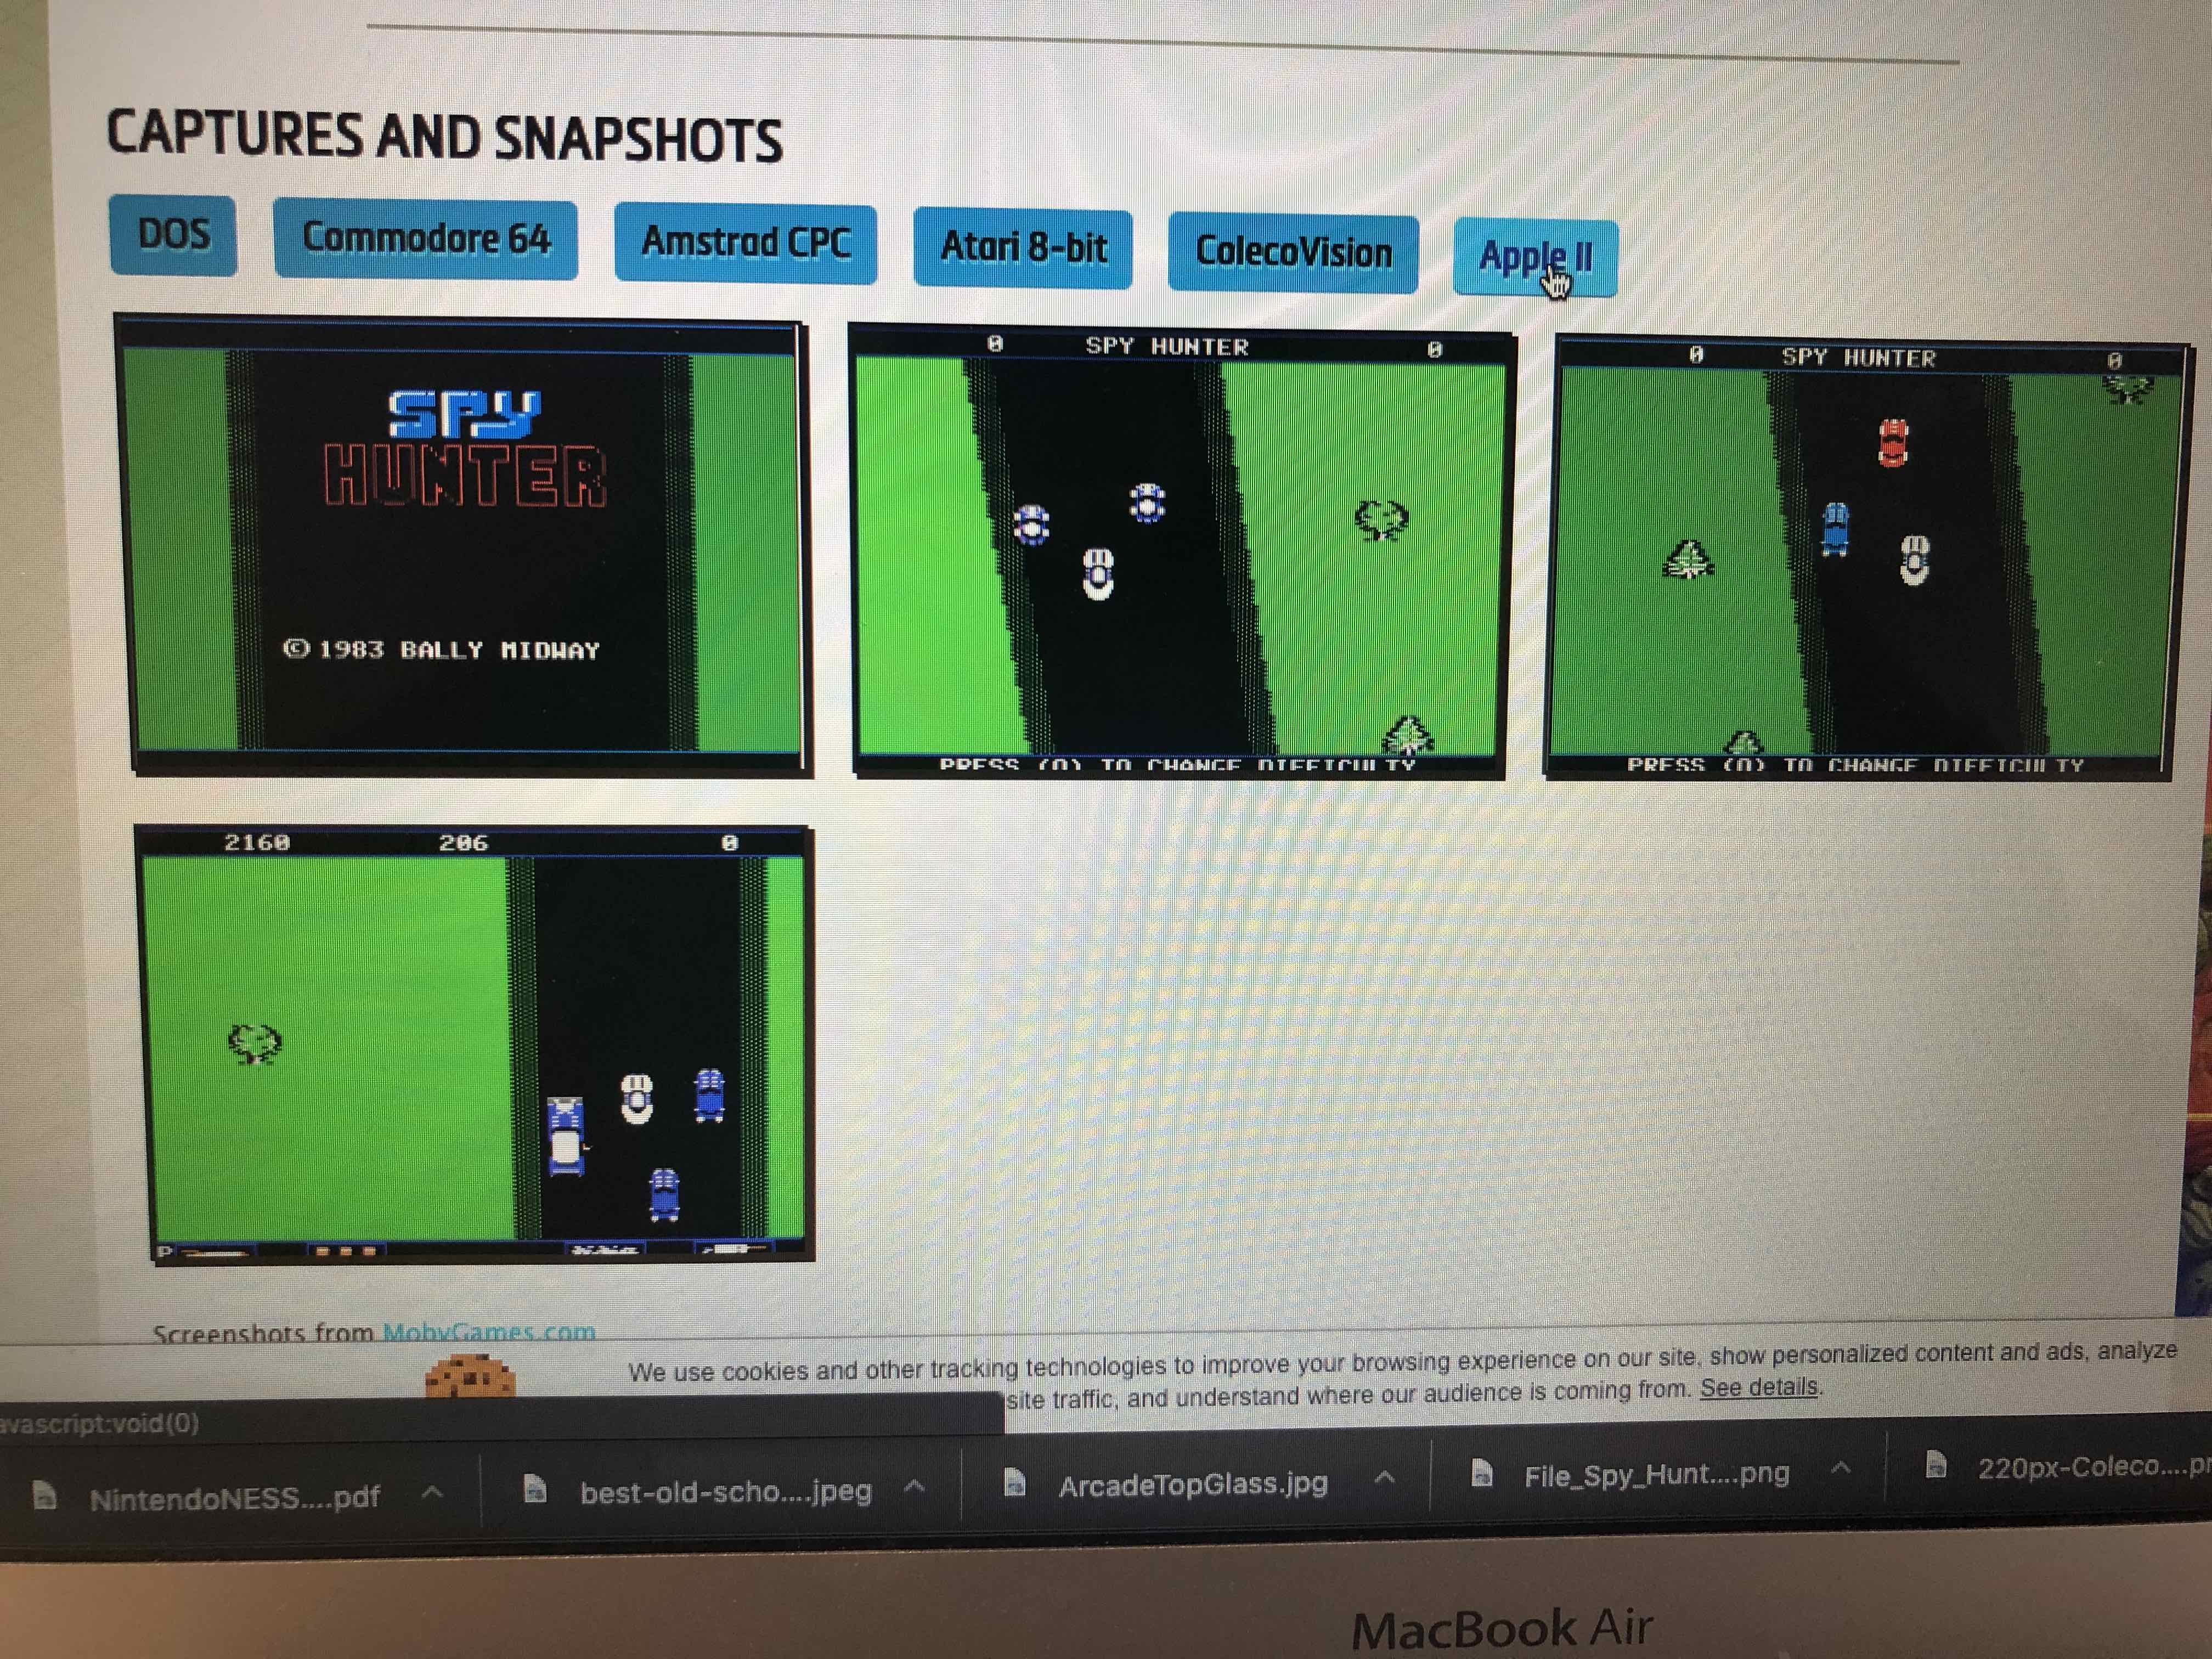 CAPTURES AND SNAPSHOTS
DOS
Commodore 64
Amstrad CPC
Atari 8-bit
ColecoVision
Apple II
SPY
HUNTER
© 1983 BALLY MIDWAY
0 SPY HUNTER 0
PRESS (D) TO CHANGE DIFFICULTY
0 SPY HUNTER 0
PRESS (D) TO CHANGE DIFFICULTY
2160 206 0
P
Screenshots from MobyGames.com
We use cookies and other tracking technologies to improve your browsing experience on our site, show personalized content and ads, analyze
site traffic, and understand where our audience is coming from. See details.
avascript:void(0)
NintendoNESS....pdf
best-old-scho....jpeg
ArcadeTopGlass.jpg
File_Spy_Hunt....png
220px-Coleco....pn
MacBook Air